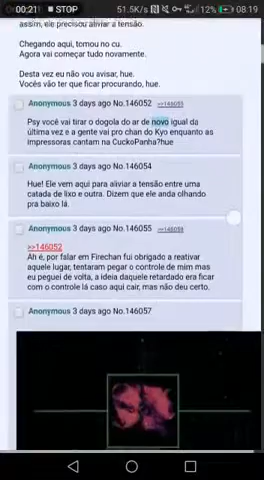 00:21 ■ STOP 51.5K/s 12% 08:19
assim, ele precisou aliviar a tensão.
Chegando aqui, tomou no cu.
Agora vai começar tudo novamente.
Desta vez eu não vou avisar, hue.
Vocês vão ter que ficar procurando, hue.
Anonymous 3 days ago No.146052 >>146055
Psy você vai tirar o dogola do ar de novo igual da
última vez e a gente vai pro chan do Kyo enquanto as
impressoras cantam na CuckoPanha?hue
Anonymous 3 days ago No.146054
Hue! Ele vem aqui para aliviar a tensão entre uma
catada de lixo e outra. Dizem que ele anda olhando
pra baixo lá.
Anonymous 3 days ago No.146055
>>146052
Ah é, por falar em Firechan fui obrigado a reativar
aquele lugar, tentaram pegar o controle de mim mas
eu peguei de volta, a ideia daquele retardado era ficar
com o controle lá caso aqui cair, mas não deu certo.
Anonymous 3 days ago No.146057